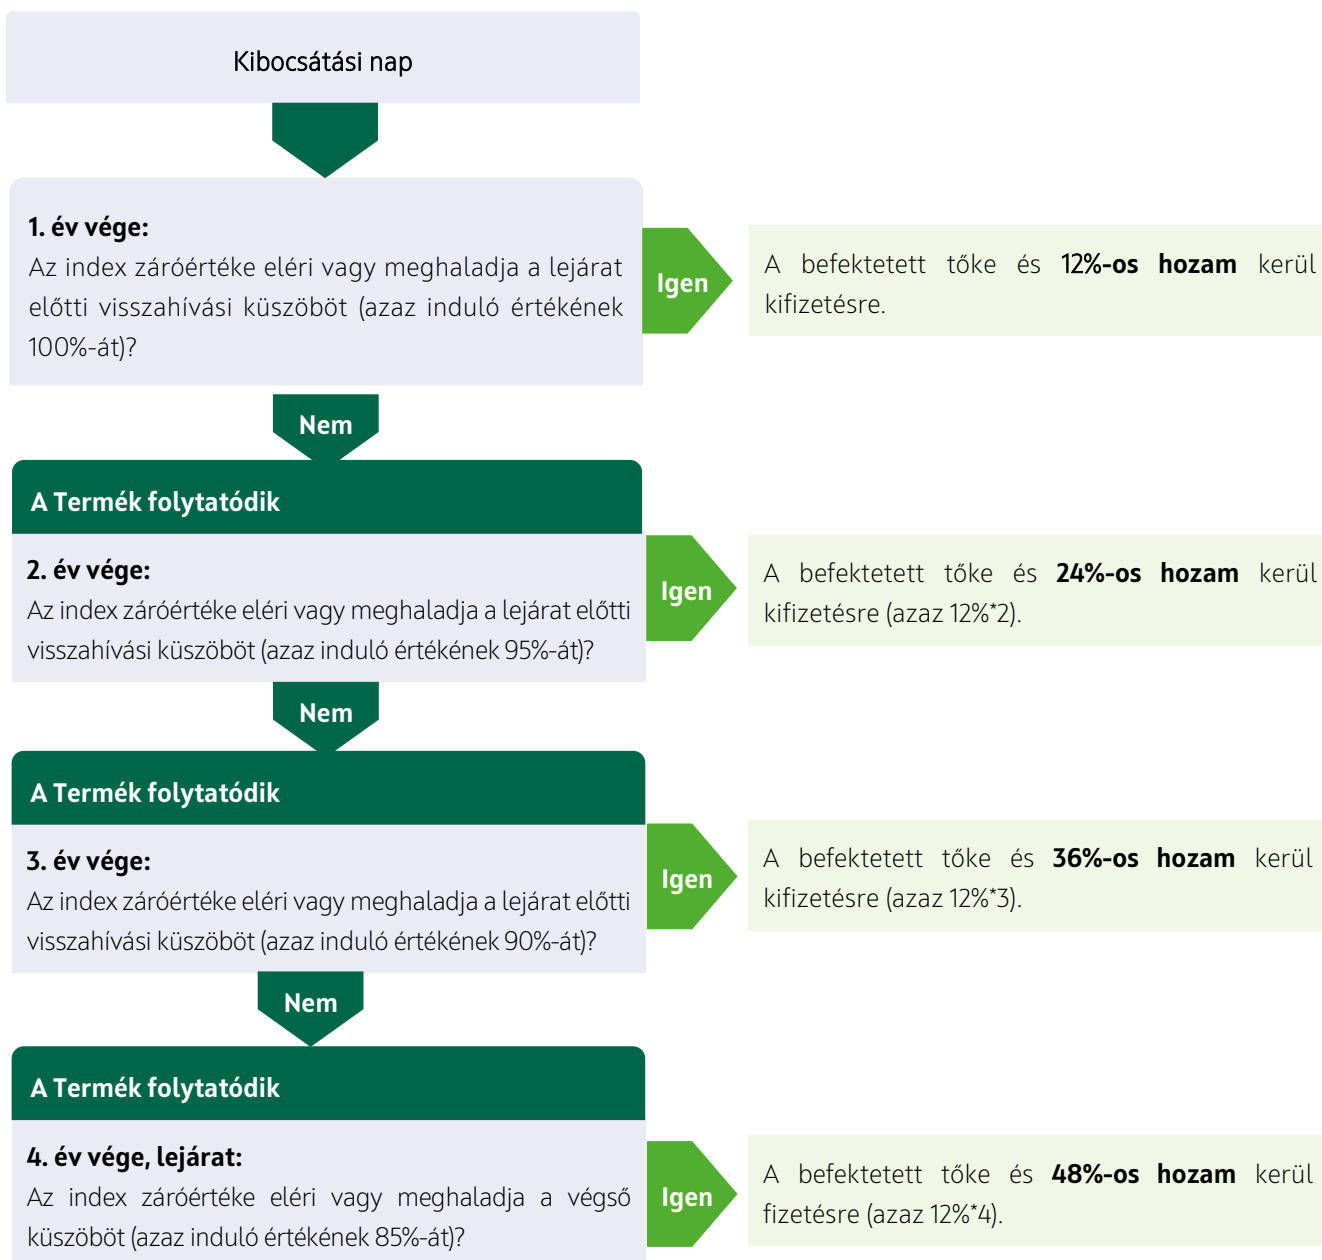 Kibocsátási nap
1. év vége:
Az index záróértéke eléri vagy meghaladja a lejárat
előtti visszahívási küszöböt (azaz induló értékének
100%-át)?
Igen
A befektetett tőke és 12%-os hozam kerül
kifizetésre.
Nem
A Termék folytatódik
2. év vége:
Az index záróértéke eléri vagy meghaladja a lejárat előtti
visszahívási küszöböt (azaz induló értékének 95%-át)?
Igen
A befektetett tőke és 24%-os hozam kerül
kifizetésre (azaz 12%*2).
Nem
A Termék folytatódik
3. év vége:
Az index záróértéke eléri vagy meghaladja a lejárat előtti
visszahívási küszöböt (azaz induló értékének 90%-át)?
Igen
A befektetett tőke és 36%-os hozam kerül
kifizetésre (azaz 12%*3).
Nem
A Termék folytatódik
4. év vége, lejárat:
Az index záróértéke eléri vagy meghaladja a végső
küszöböt (azaz induló értékének 85%-át)?
Igen
A befektetett tőke és 48%-os hozam kerül
fizetésre (azaz 12%*4).